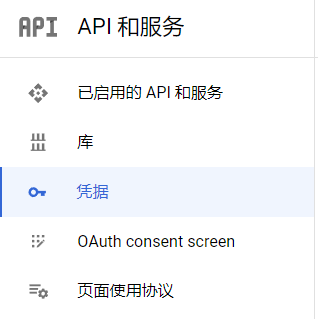 API API 和服务
已启用的 API 和服务
库
凭据
OAuth consent screen
页面使用协议